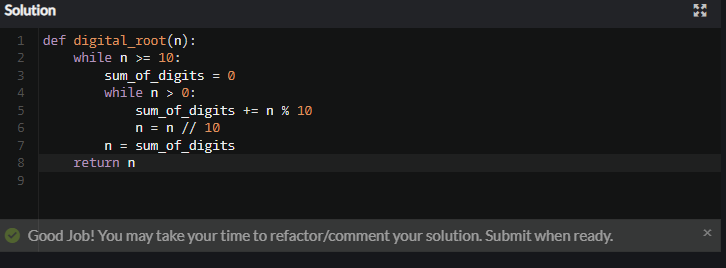 Solution
1 def digital_root(n):
2     while n >= 10:
3         sum_of_digits = 0
4         while n > 0:
5             sum_of_digits += n % 10
6             n = n // 10
7         n = sum_of_digits
8     return n
9
Good Job! You may take your time to refactor/comment your solution. Submit when ready.